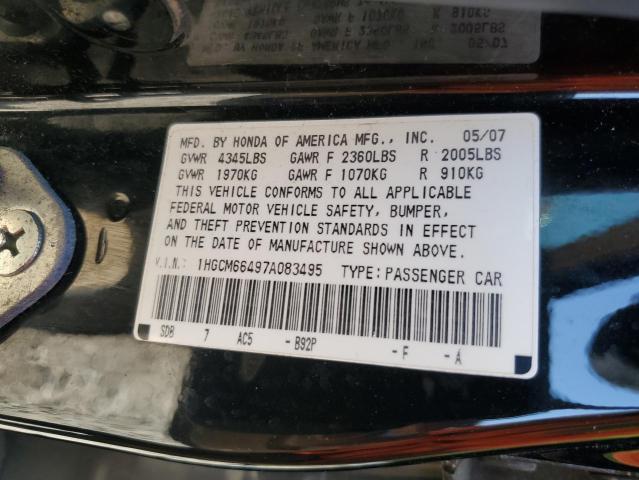 MFD. BY HONDA OF AMERICA MFG., INC. 05/07
GVWR 4345LBS GAWR F 2360LBS R 2005LBS
GVWR 1970KG GAWR F 1070KG R 910KG
THIS VEHICLE CONFORMS TO ALL APPLICABLE
FEDERAL MOTOR VEHICLE SAFETY, BUMPER,
AND THEFT PREVENTION STANDARDS IN EFFECT
ON THE DATE OF MANUFACTURE SHOWN ABOVE.
V.I.N.: 1HGCM66497A083495 TYPE: PASSENGER CAR
SDB 7 AC5 - B92P - F - A